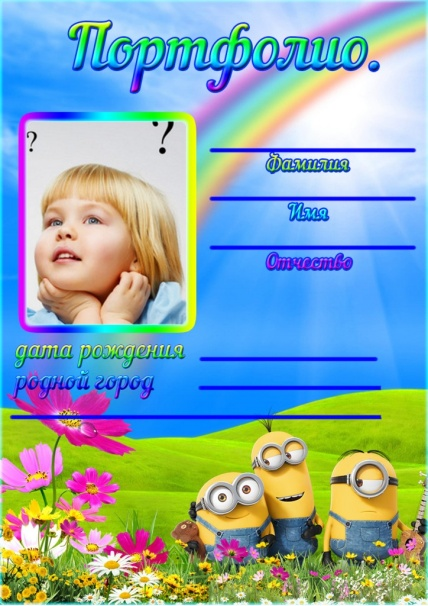 Портфолио.
? ?
Фамилия
Имя
Отчество
дата рождения
родной город